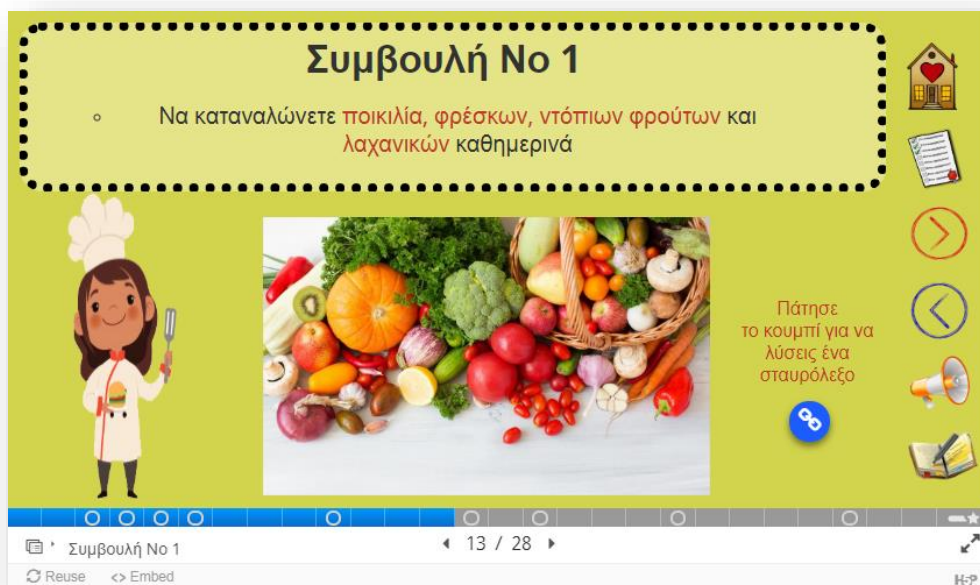 Συμβουλή Νο 1
Να καταναλώνετε ποικιλία, φρέσκων, ντόπιων φρούτων και
λαχανικών καθημερινά
Πάτησε
το κουμπί για να
λύσεις ένα
σταυρόλεξο
Συμβουλή Νο 1
13 / 28
Reuse
<> Embed
H5P